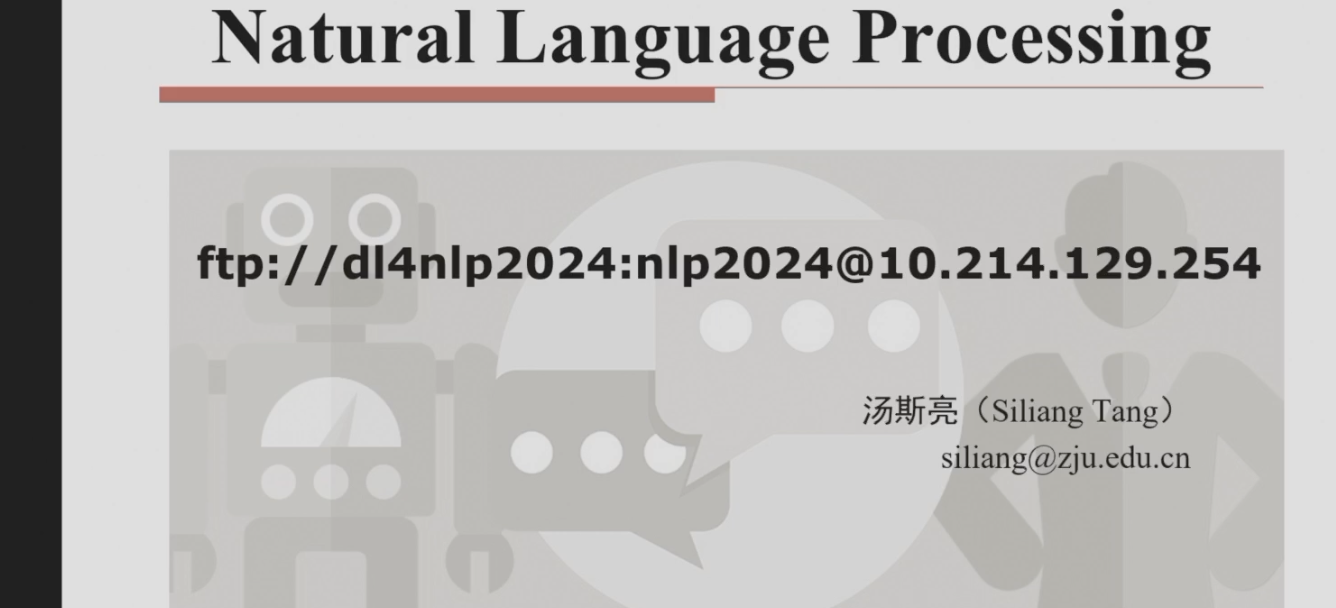 Natural Language Processing
ftp://dl4nlp2024:nlp2024@10.214.129.254
汤斯亮（Siliang Tang）
siliang@zju.edu.cn